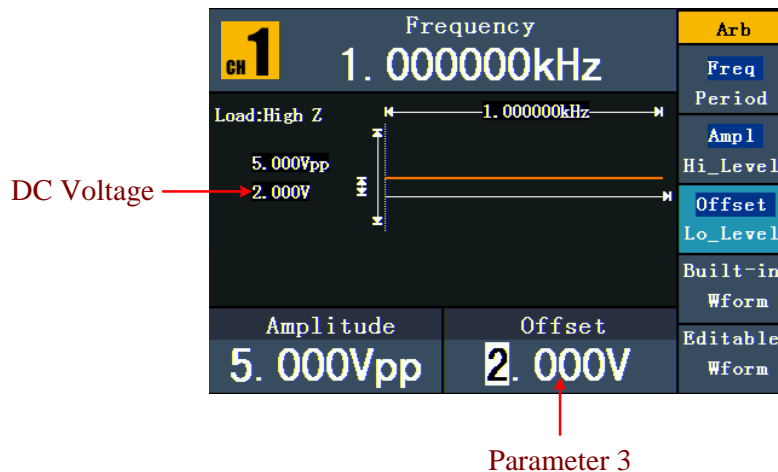 CH 1
Frequency
1.000000kHz
Load:High Z
1.000000kHz
5.000Vpp
DC Voltage
2.000V
Amplitude
5.000Vpp
Offset
2.000V
Arb
Freq
Period
Ampl
Hi_Level
Offset
Lo_Level
Built-in
Wform
Editable
Wform
Parameter 3